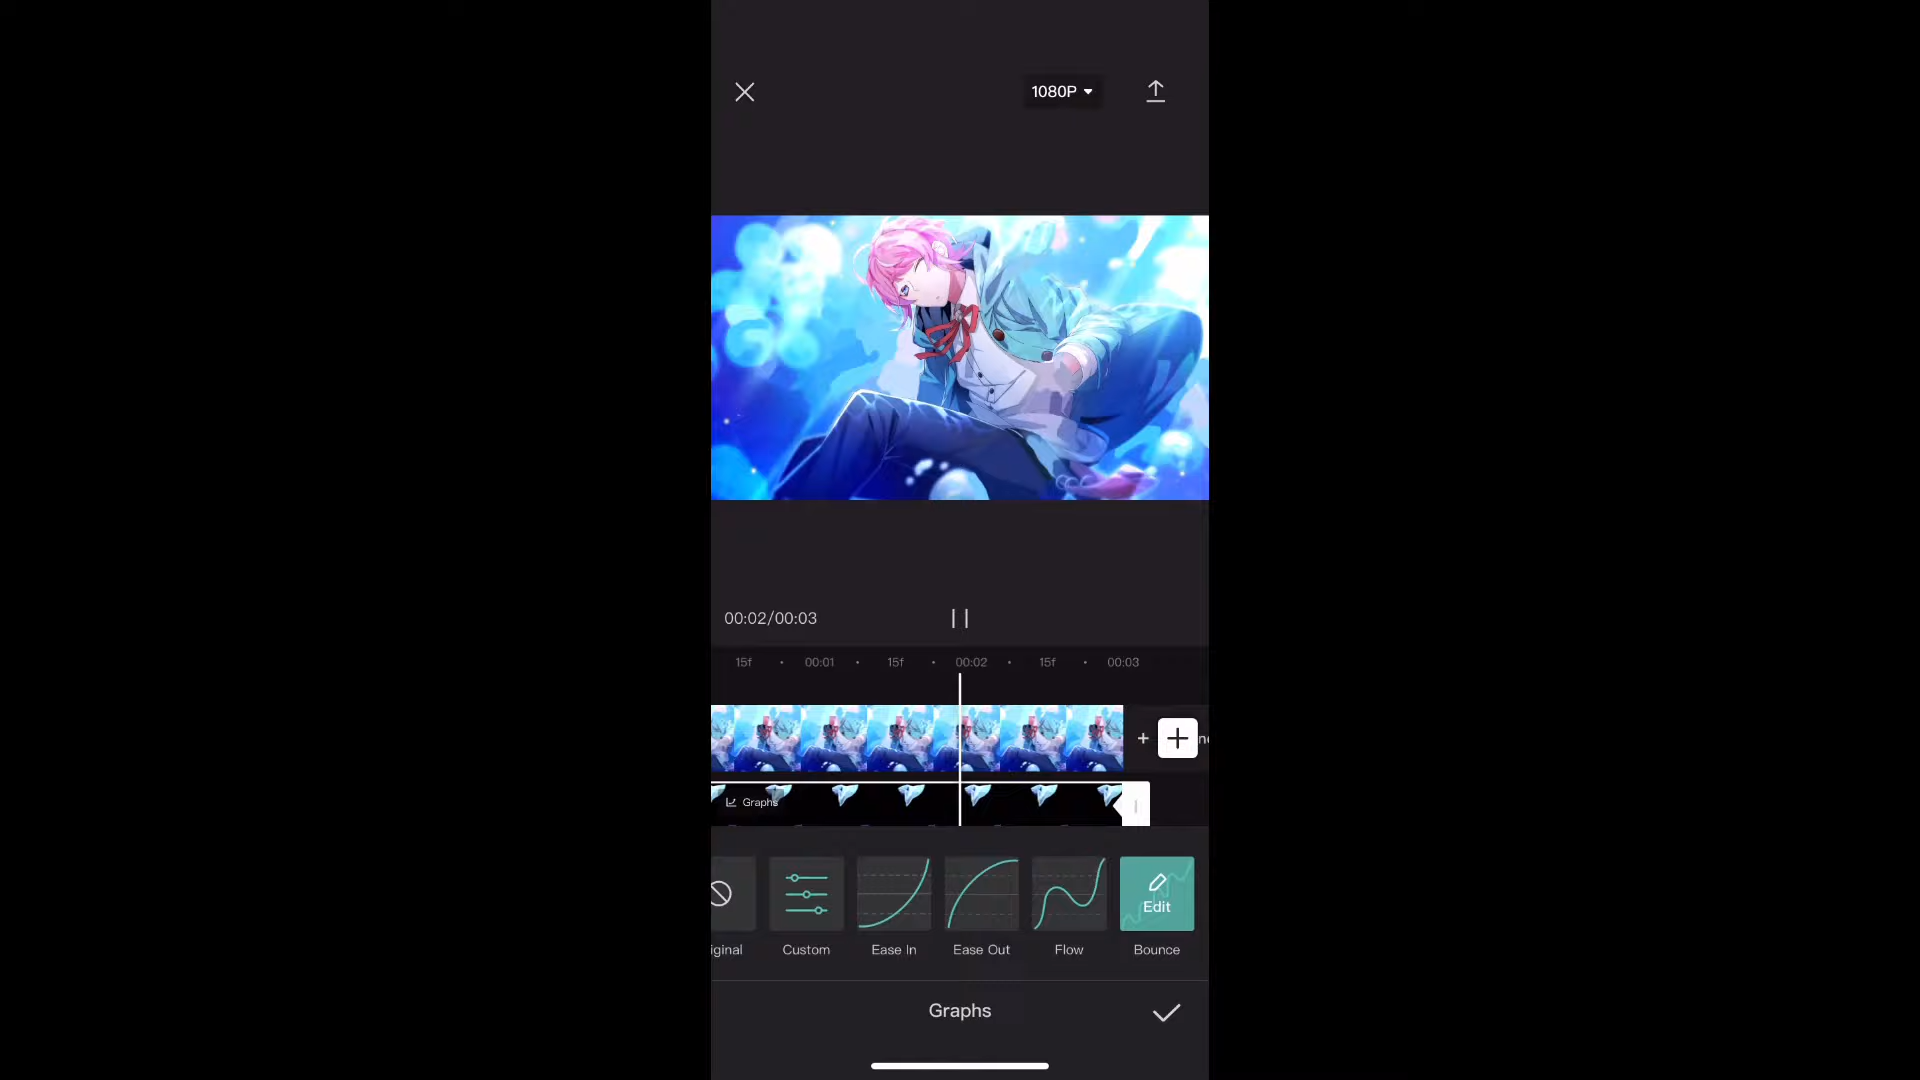 1080P
00:02/00:03
15f 00:01 15f 00:02 15f 00:03
Graphs
Edit
iginal Custom Ease In Ease Out Flow Bounce
Graphs